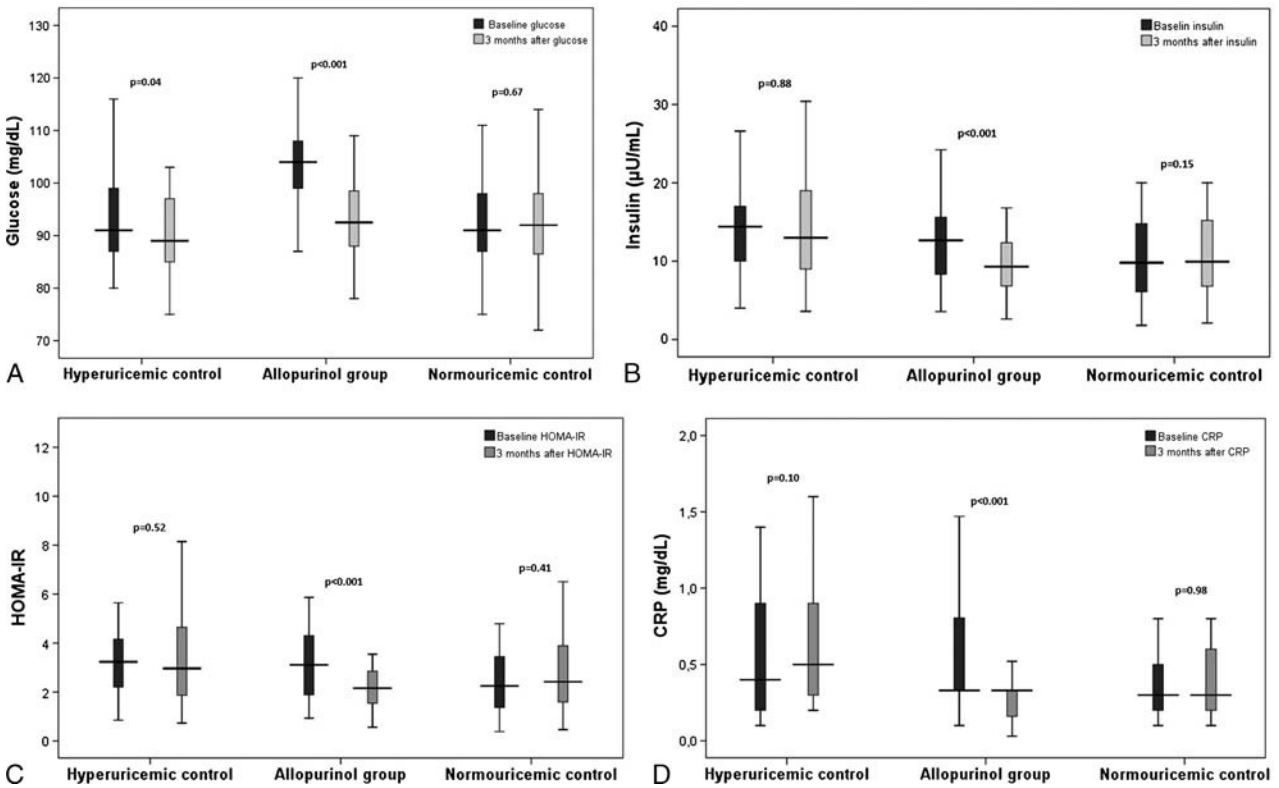 130
120
110
100
90
80
70
Glucose (mg/dL)
Baseline glucose
3 months after glucose
p=0.04
p<0.001
p=0.67
Hyperuricemic control
Allopurinol group
Normouricemic control
A
40
30
20
10
0
Insulin (µU/mL)
Baselin insulin
3 months after insulin
p=0.88
p<0.001
p=0.15
Hyperuricemic control
Allopurinol group
Normouricemic control
B
12
10
8
6
4
2
0
HOMA-IR
Baseline HOMA-IR
3 months after HOMA-IR
p=0.52
p<0.001
p=0.41
Hyperuricemic control
Allopurinol group
Normouricemic control
C
2,0
1,5
1,0
0,5
0,0
CRP (mg/dL)
Baseline CRP
3 months after CRP
p=0.10
p<0.001
p=0.98
Hyperuricemic control
Allopurinol group
Normouricemic control
D